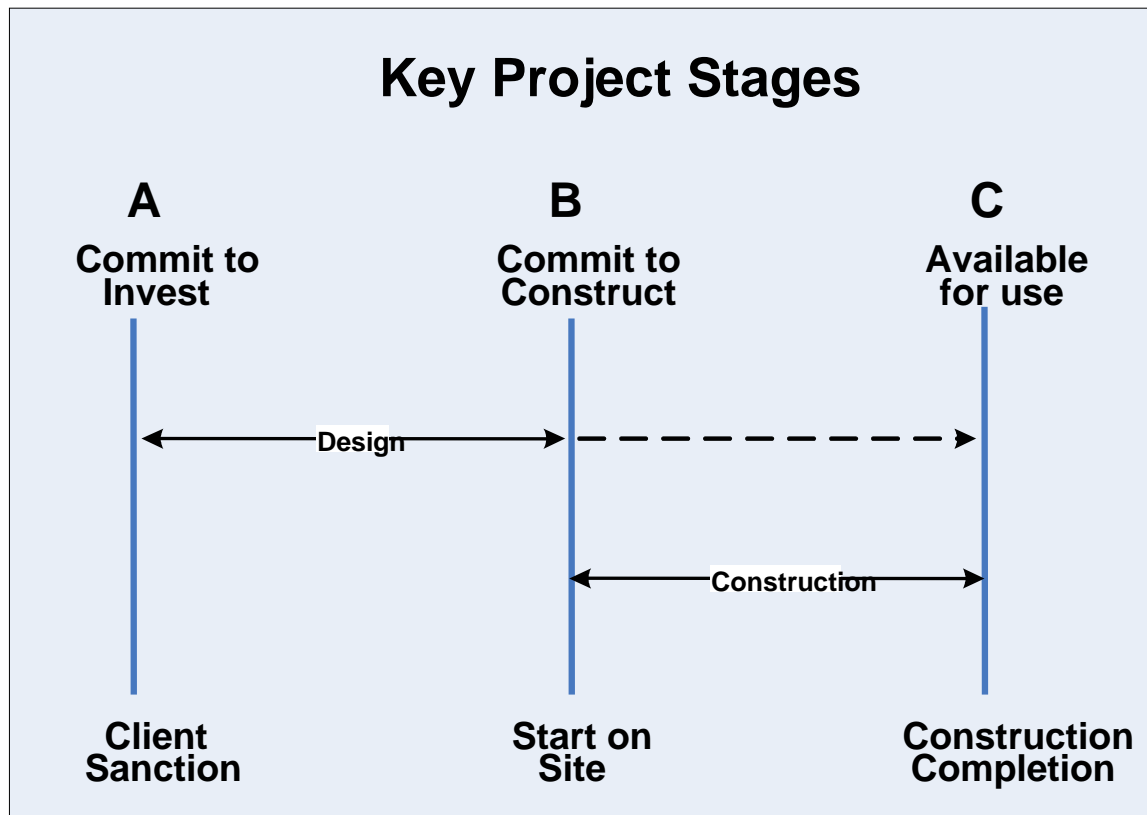 Key Project Stages
A
B
C
Commit to
Invest
Commit to
Construct
Available
for use
Design
Construction
Client
Sanction
Start on
Site
Construction
Completion